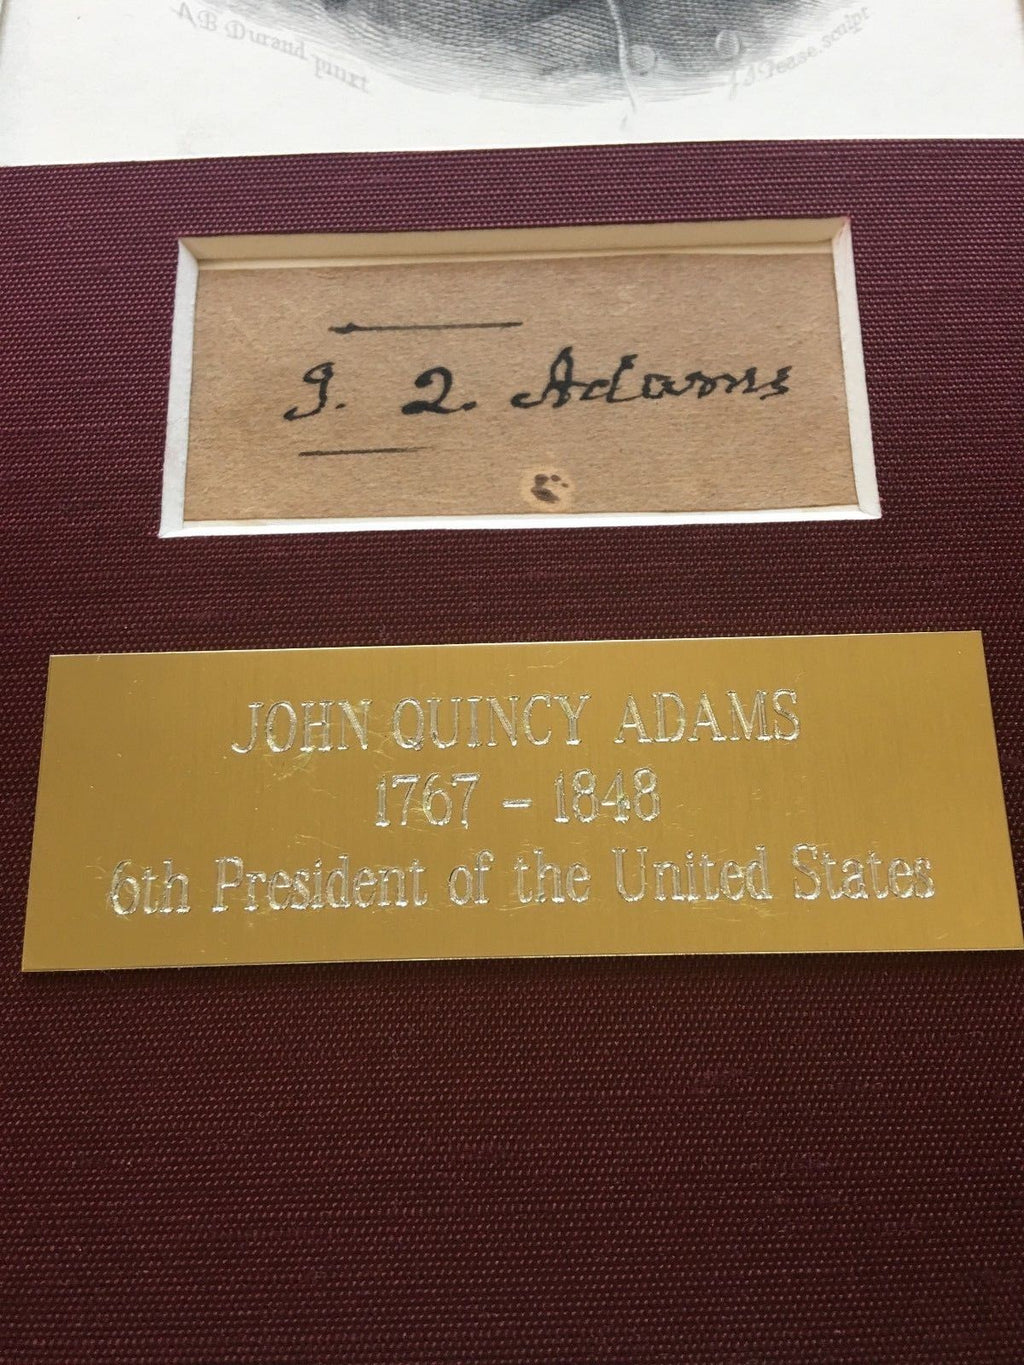 A B Durand pinxt
J. J. Pease. sculpt
J. Q. Adams
JOHN QUINCY ADAMS
1767 – 1848
6th President of the United States